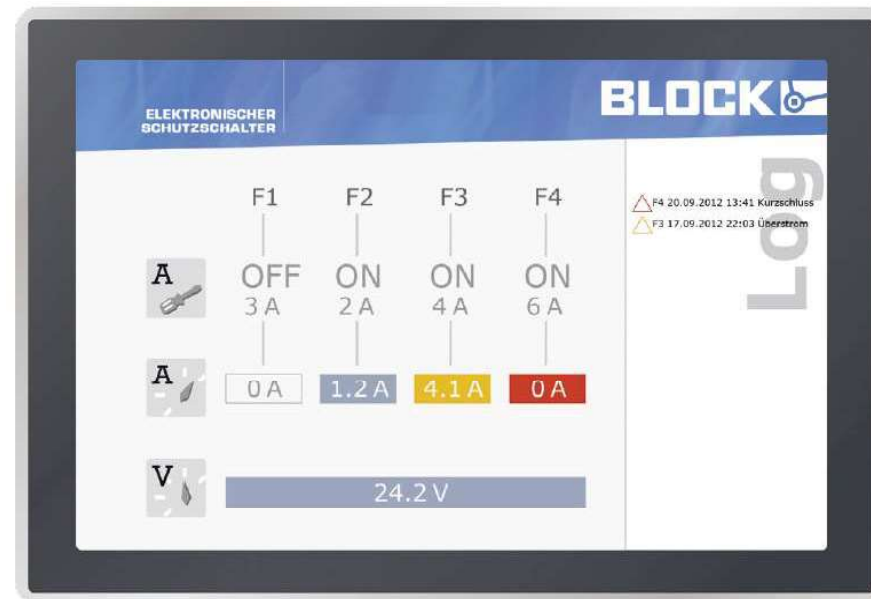 ELEKTRONISCHER
SCHUTZSCHALTER
BLOCK
F1 F2 F3 F4
F4 20.09.2012 13:41 Kurzschluss
F3 17.09.2012 22:03 Überstrom
Log
A OFF ON ON ON
3 A 2 A 4 A 6 A
A 0 A 1.2 A 4.1 A 0 A
V 24.2 V